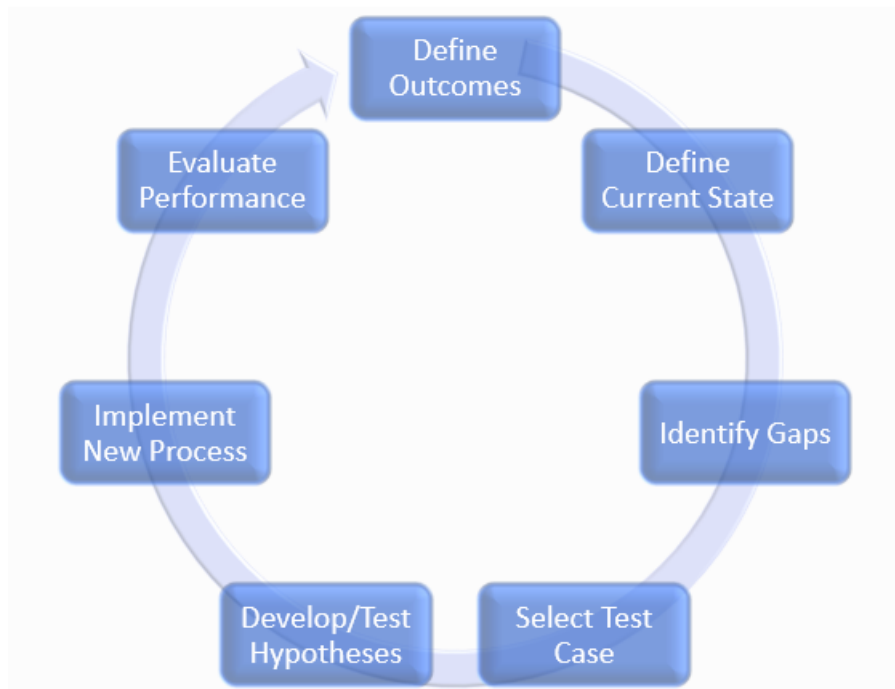 Define
Outcomes
Define
Current State
Identify Gaps
Select Test
Case
Develop/Test
Hypotheses
Implement
New Process
Evaluate
Performance